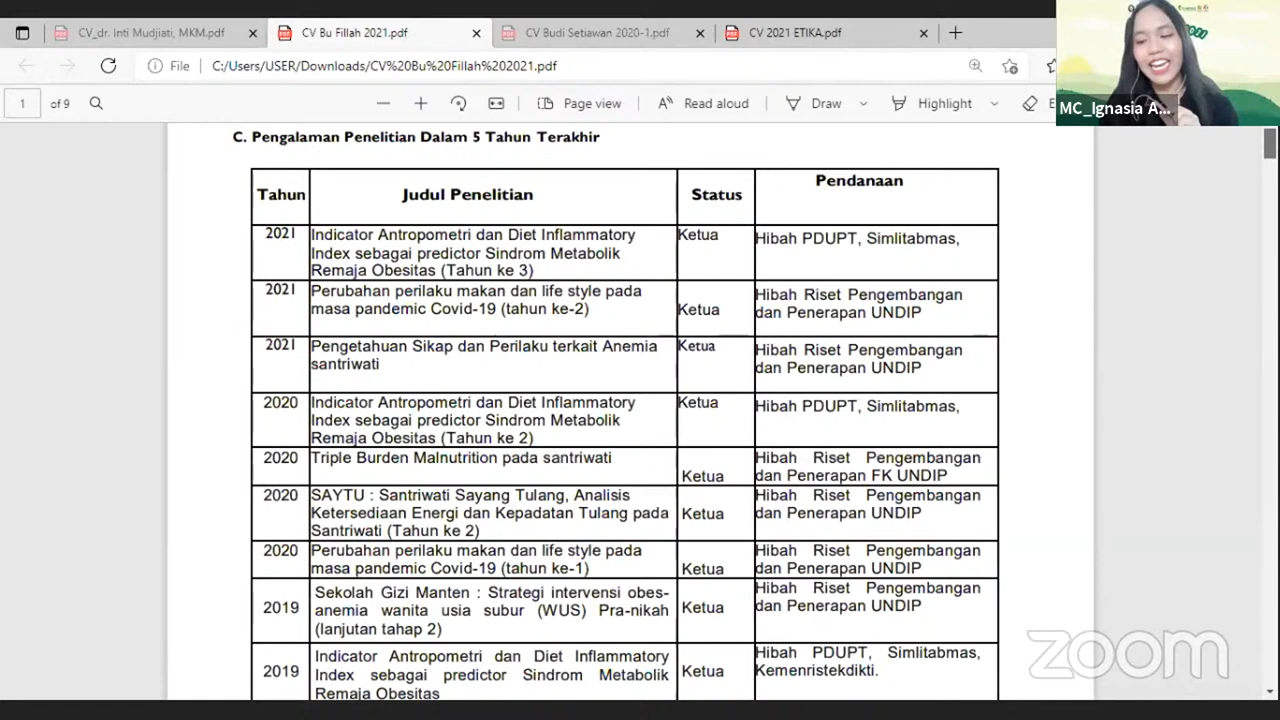 CV_dr. Inti Mudjiati, MKM.pdf
CV Bu Fillah 2021.pdf
CV Budi Setiawan 2020-1.pdf
CV 2021 ETIKA.pdf
File
C:/Users/USER/Downloads/CV%20Bu%20Fillah%202021.pdf
1 of 9
Page view
Read aloud
Draw
Highlight
MC_Ignasia A...
C. Pengalaman Penelitian Dalam 5 Tahun Terakhir
Tahun Judul Penelitian Status Pendanaan
2021 Indicator Antropometri dan Diet Inflammatory Ketua Hibah PDUPT, Simlitabmas,
Index sebagai predictor Sindrom Metabolik
Remaja Obesitas (Tahun ke 3)
2021 Perubahan perilaku makan dan life style pada Hibah Riset Pengembangan
masa pandemic Covid-19 (tahun ke-2) Ketua dan Penerapan UNDIP
2021 Pengetahuan Sikap dan Perilaku terkait Anemia Ketua Hibah Riset Pengembangan
santriwati dan Penerapan UNDIP
2020 Indicator Antropometri dan Diet Inflammatory Ketua Hibah PDUPT, Simlitabmas,
Index sebagai predictor Sindrom Metabolik
Remaja Obesitas (Tahun ke 2)
2020 Triple Burden Malnutrition pada santriwati Hibah Riset Pengembangan
Ketua dan Penerapan FK UNDIP
2020 SAYTU : Santriwati Sayang Tulang, Analisis Hibah Riset Pengembangan
Ketersediaan Energi dan Kepadatan Tulang pada Ketua dan Penerapan UNDIP
Santriwati (Tahun ke 2)
2020 Perubahan perilaku makan dan life style pada Hibah Riset Pengembangan
masa pandemic Covid-19 (tahun ke-1) Ketua dan Penerapan UNDIP
Sekolah Gizi Manten : Strategi intervensi obes- Hibah Riset Pengembangan
2019 anemia wanita usia subur (WUS) Pra-nikah Ketua dan Penerapan UNDIP
(lanjutan tahap 2)
Indicator Antropometri dan Diet Inflammatory Hibah PDUPT, Simlitabmas,
2019 Index sebagai predictor Sindrom Metabolik Ketua Kemenristekdikti.
Remaja Obesitas
zoom